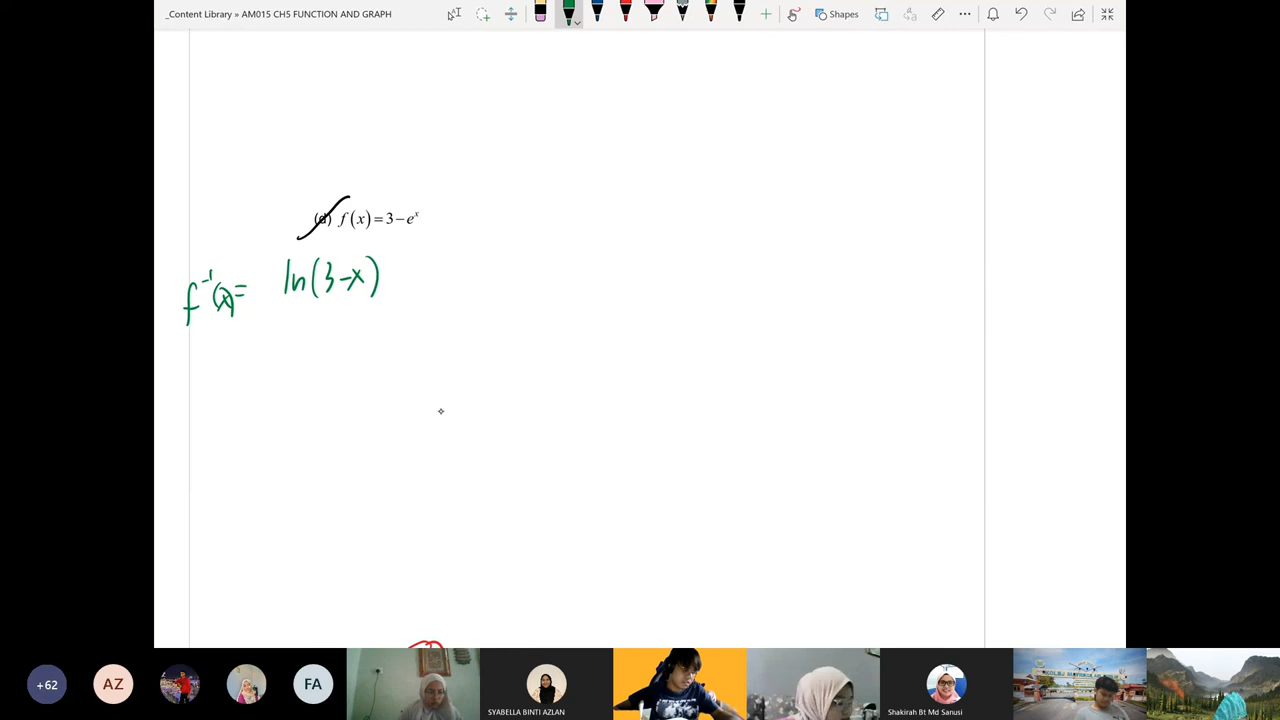 _Content Library » AM015 CH5 FUNCTION AND GRAPH
Shapes
(d) f(x)=3−eˣ
f⁻¹(x)= ln(3−x)
+62
AZ
FA
SYABELLA BINTI AZLAN
Shakirah Bt Md Sanusi